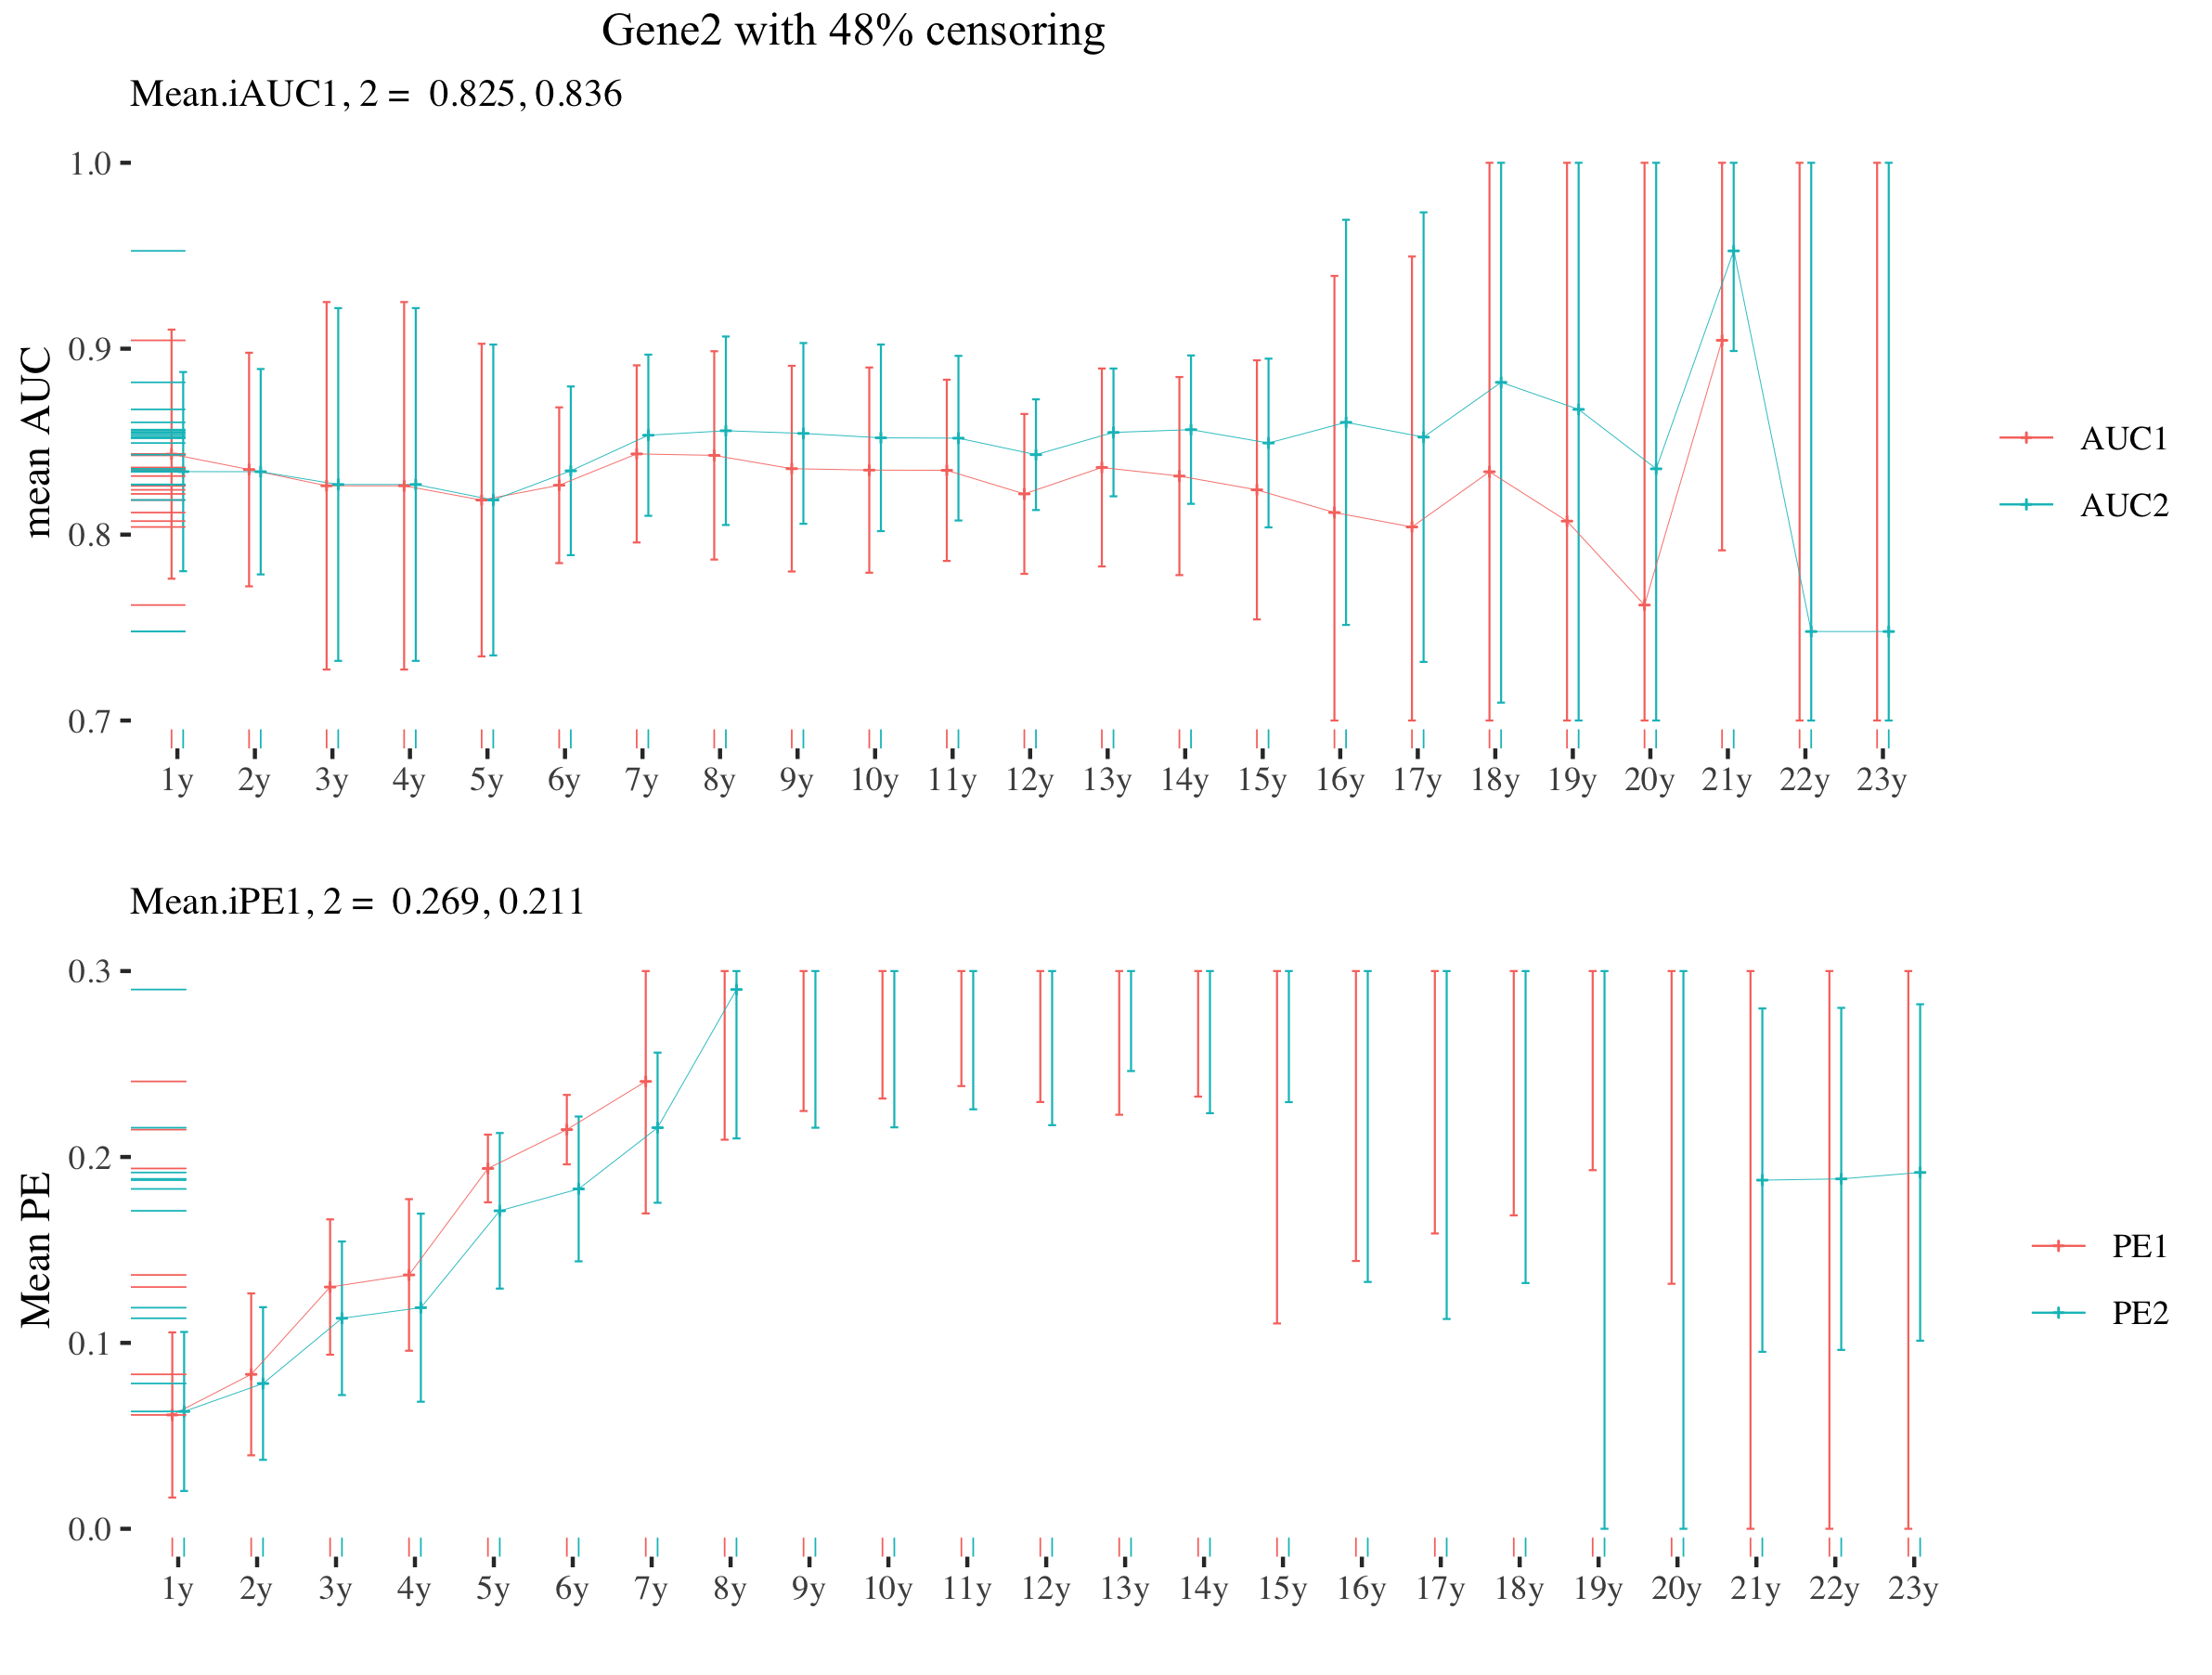 Gene2 with 48% censoring
Mean.iAUC1, 2 = 0.825, 0.836
1.0
0.9
0.8
0.7
mean AUC
1y 2y 3y 4y 5y 6y 7y 8y 9y 10y 11y 12y 13y 14y 15y 16y 17y 18y 19y 20y 21y 22y 23y
AUC1
AUC2
Mean.iPE1, 2 = 0.269, 0.211
0.3
0.2
0.1
0.0
Mean PE
1y 2y 3y 4y 5y 6y 7y 8y 9y 10y 11y 12y 13y 14y 15y 16y 17y 18y 19y 20y 21y 22y 23y
PE1
PE2